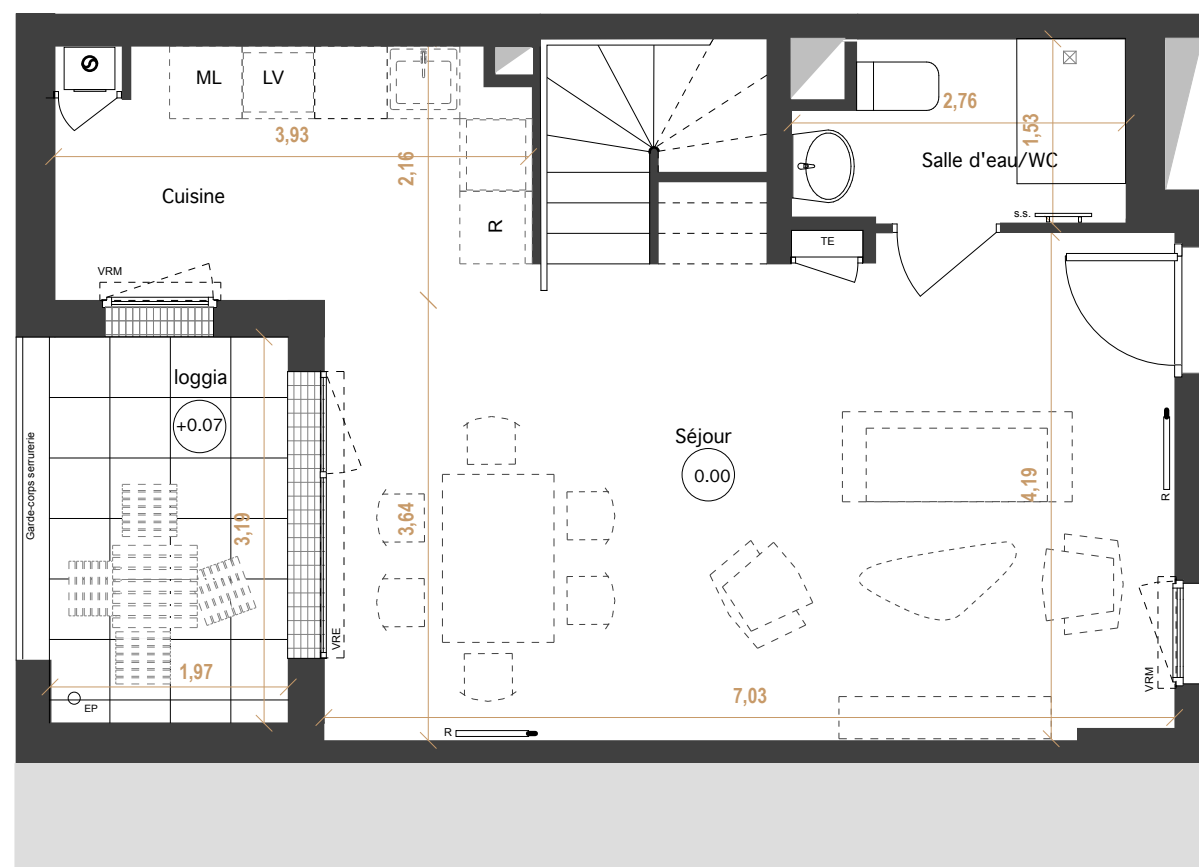 S
ML
LV
3,93
2,16
Cuisine
R
VRM
2,76
1,53
Salle d'eau/WC
s.s.
TE
loggia
+0.07
Garde-corps serrurerie
3,19
1,97
EP
VRE
3,64
Séjour
0.00
4,19
R
VRM
7,03
R